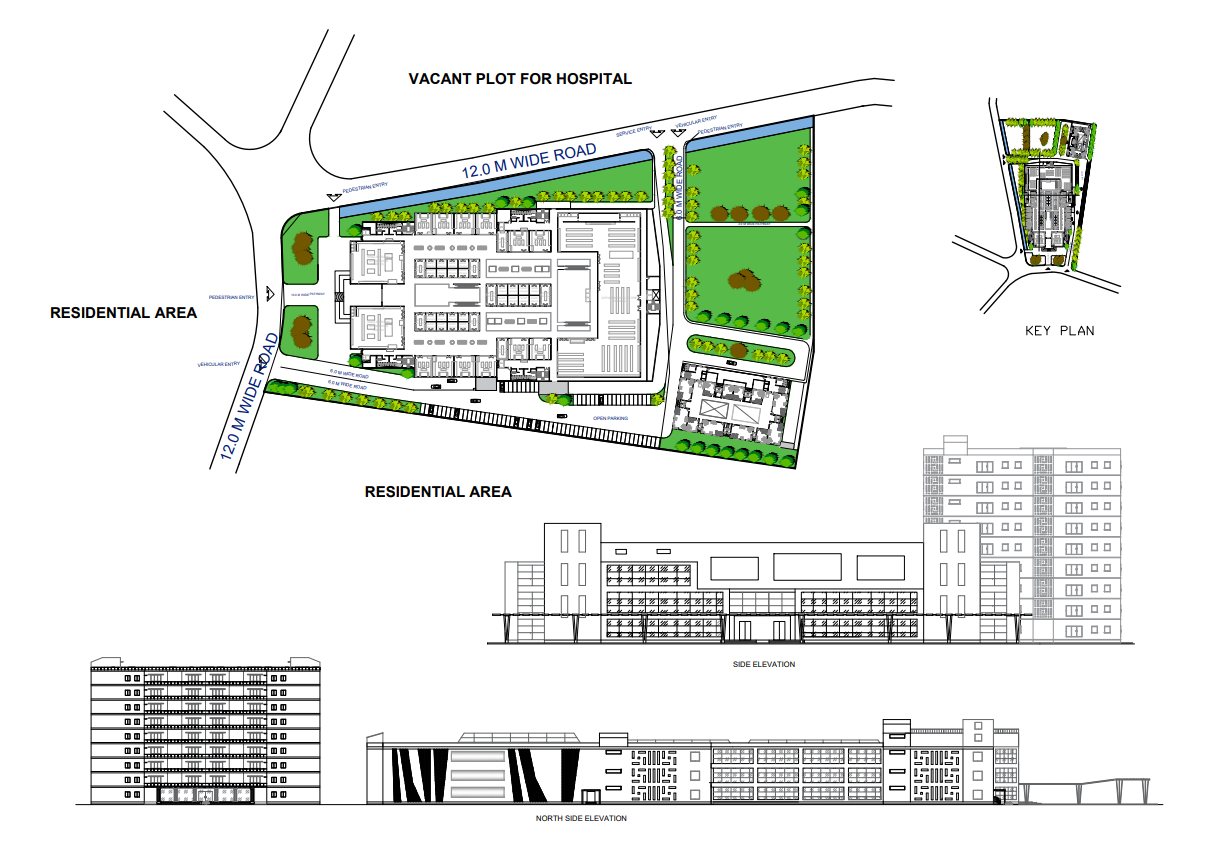 VACANT PLOT FOR HOSPITAL
SERVICE ENTRY
VEHICULAR ENTRY
PEDESTRIAN ENTRY
12.0 M WIDE ROAD
6.0 M WIDE ROAD
PEDESTRIAN ENTRY
PEDESTRIAN ENTRY
RESIDENTIAL AREA
KEY PLAN
VEHICULAR ENTRY
12.0 M WIDE ROAD
6.0 M WIDE ROAD
6.0 M WIDE ROAD
OPEN PARKING
RESIDENTIAL AREA
SIDE ELEVATION
NORTH SIDE ELEVATION